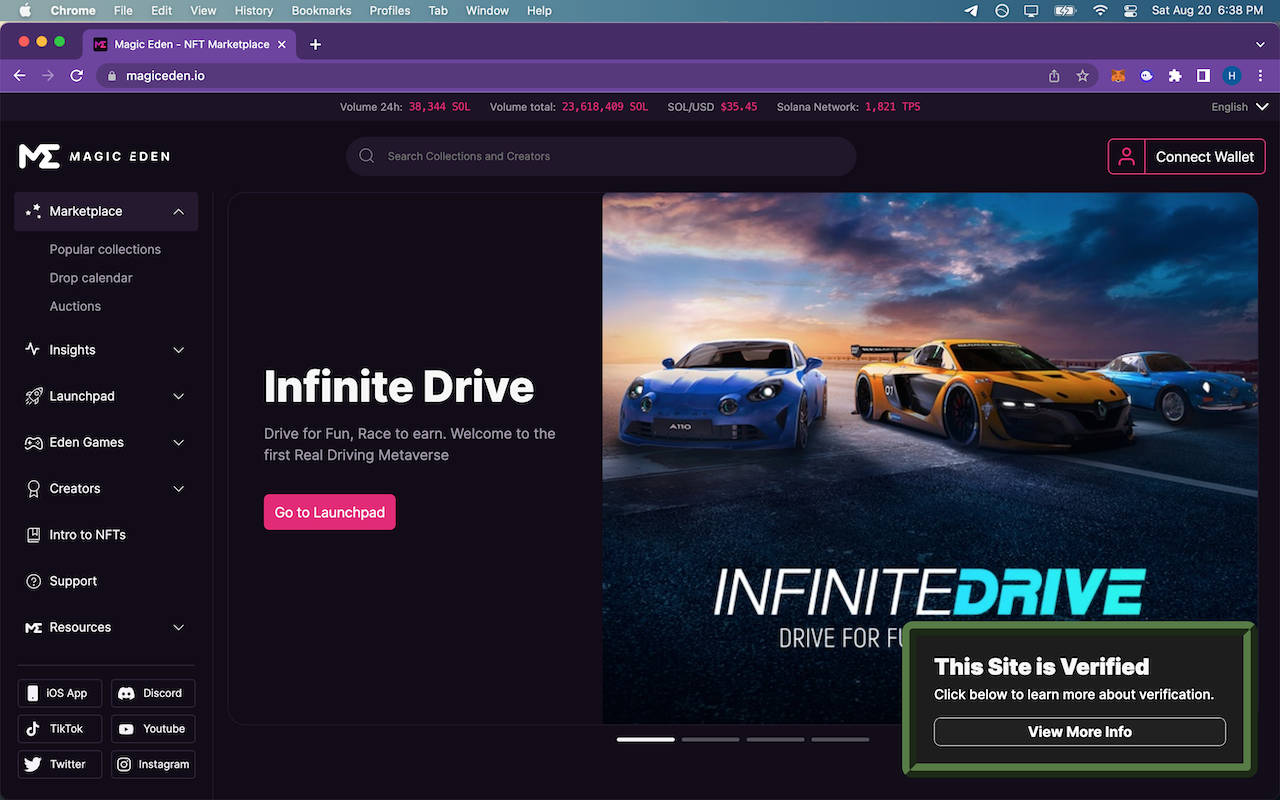 Chrome File Edit View History Bookmarks Profiles Tab Window Help Sat Aug 20 6:38 PM
Magic Eden - NFT Marketplace
magiceden.io
H
Volume 24h: 38,344 SOL Volume total: 23,618,409 SOL SOL/USD $35.45 Solana Network: 1,821 TPS English
MAGIC EDEN
Search Collections and Creators
Connect Wallet
Marketplace
Popular collections
Drop calendar
Auctions
Insights
Launchpad
Eden Games
Creators
Intro to NFTs
Support
Resources
iOS App Discord
TikTok Youtube
Twitter Instagram
Infinite Drive
Drive for Fun, Race to earn. Welcome to the
first Real Driving Metaverse
Go to Launchpad
A110
07
INFINITEDRIVE
DRIVE FOR FU
This Site is Verified
Click below to learn more about verification.
View More Info